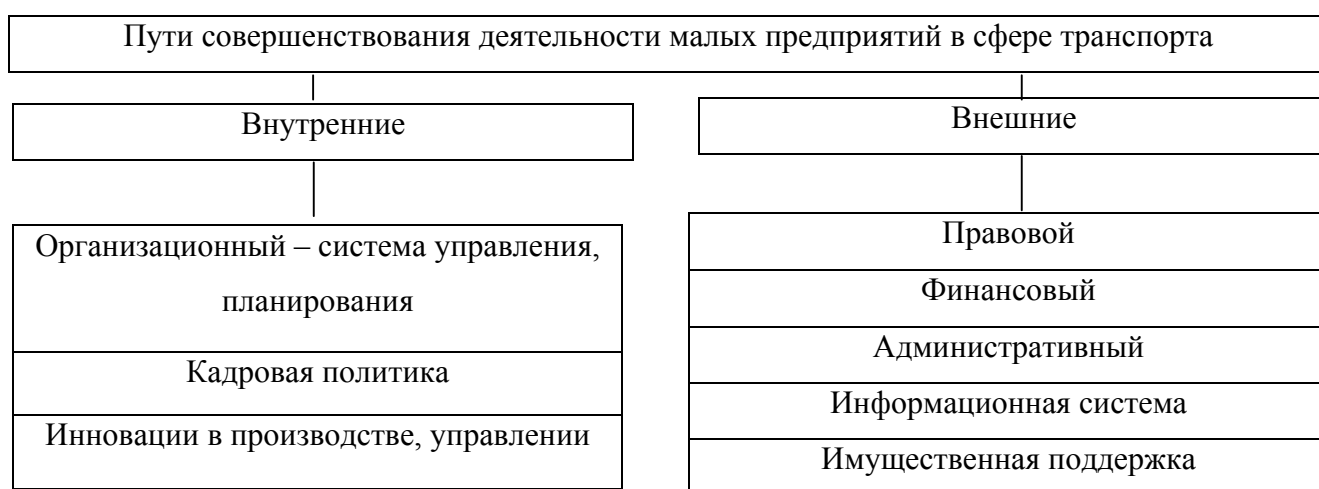 Пути совершенствования деятельности малых предприятий в сфере транспорта
Внутренние
Внешние
Организационный – система управления,
планирования
Кадровая политика
Инновации в производстве, управлении
Правовой
Финансовый
Административный
Информационная система
Имущественная поддержка